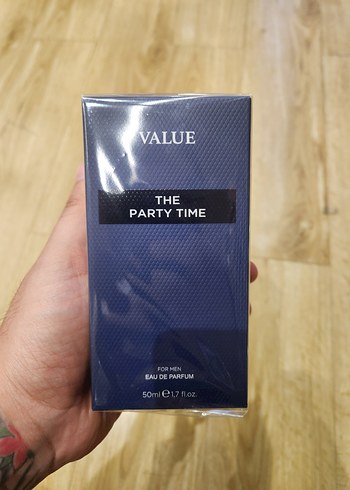 VALUE
THE
PARTY TIME
FOR MEN
EAU DE PARFUM
50ml ℮ 1,7 fl.oz.